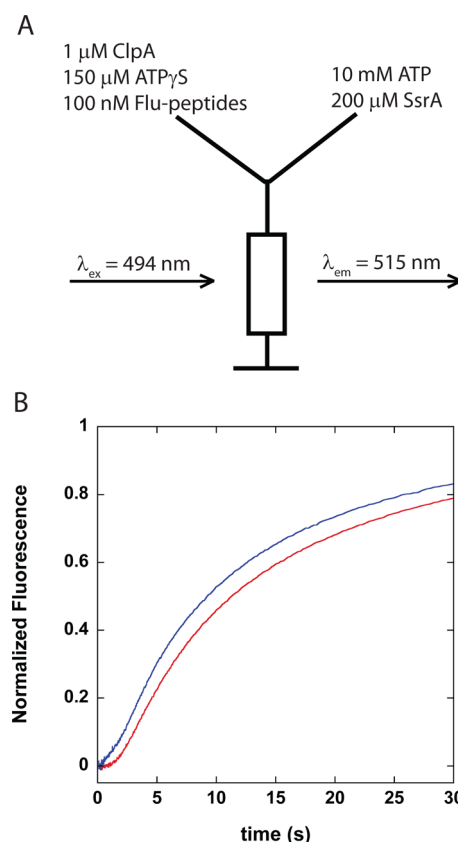 A
1 μM ClpA
150 μM ATPγS
100 nM Flu-peptides
10 mM ATP
200 μM SsrA
λex = 494 nm
λem = 515 nm
B
Normalized Fluorescence
1
0.8
0.6
0.4
0.2
0
0 5 10 15 20 25 30
time (s)